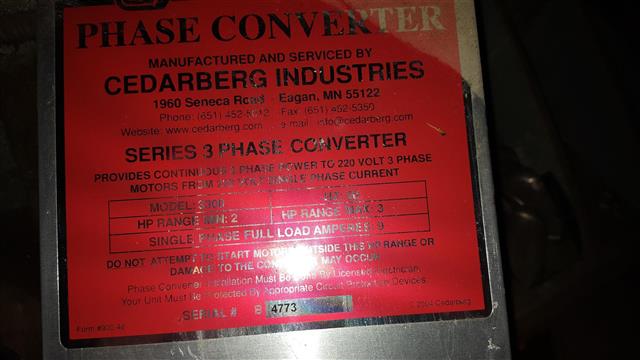 PHASE CONVERTER
MANUFACTURED AND SERVICED BY
CEDARBERG INDUSTRIES
1960 Seneca Road - Eagan, MN 55122
Phone: (651) 452-5012 Fax: (651) 452-5350
Website: www.cedarberg.com e-mail: info@cedarberg.com
SERIES 3 PHASE CONVERTER
PROVIDES CONTINUOUS 3 PHASE POWER TO 220 VOLT 3 PHASE
MOTORS FROM VOLT SINGLE PHASE CURRENT
MODEL:
HP RANGE MIN: 2 HP RANGE MAX: 3
SINGLE PHASE FULL LOAD AMPERES: 9
DO NOT ATTEMPT TO START MOTORS OUTSIDE THIS HP RANGE OR
DAMAGE TO THE CONVERTER MAY OCCUR
Phase Converter Installation Must Be Done By Licensed Electrician.
Your Unit Must Be Protected By Appropriate Circuit Protection Devices.
SERIAL # B 4773
Form © 2004 Cedarberg